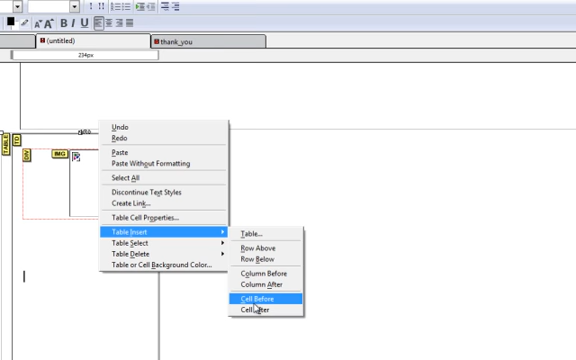 A A B I U
(untitled)
thank_you
234px
TABLE
TD
DIV
IMG
Undo
Redo
Paste
Paste Without Formatting
Select All
Discontinue Text Styles
Create Link...
Table Cell Properties...
Table Insert
Table Select
Table Delete
Table or Cell Background Color...
Table...
Row Above
Row Below
Column Before
Column After
Cell Before
Cell After